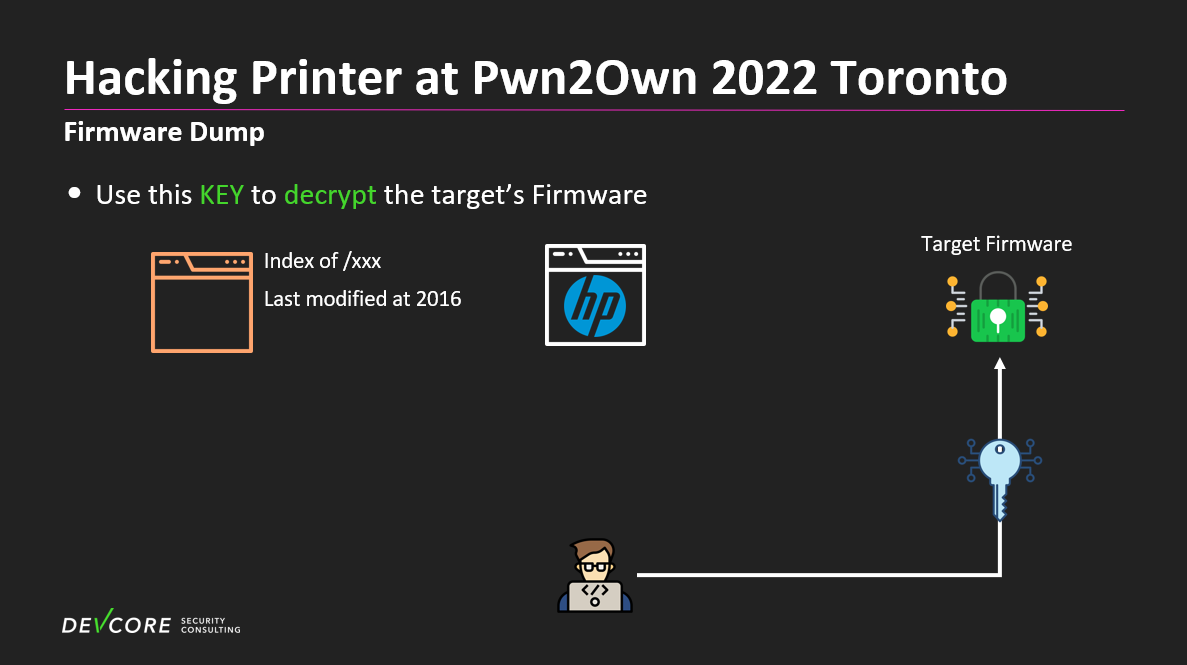 Hacking Printer at Pwn2Own 2022 Toronto
Firmware Dump
• Use this KEY to decrypt the target’s Firmware
Index of /xxx
Last modified at 2016
hp
Target Firmware
</>
DEVCORE SECURITY CONSULTING